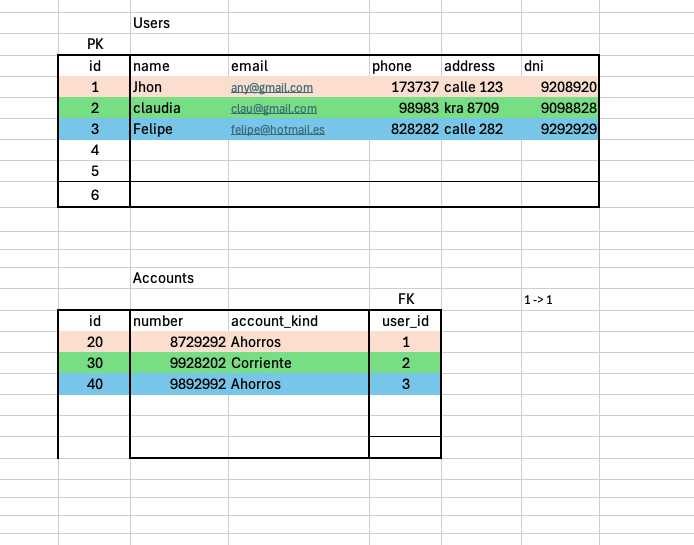 Users
PK
id name email phone address dni
1 Jhon any@gmail.com 173737 calle 123 9208920
2 claudia clau@gmail.com 98983 kra 8709 9098828
3 Felipe felipe@hotmail.es 828282 calle 282 9292929
4
5
6
Accounts
FK 1 -> 1
id number account_kind user_id
20 8729292 Ahorros 1
30 9928202 Corriente 2
40 9892992 Ahorros 3